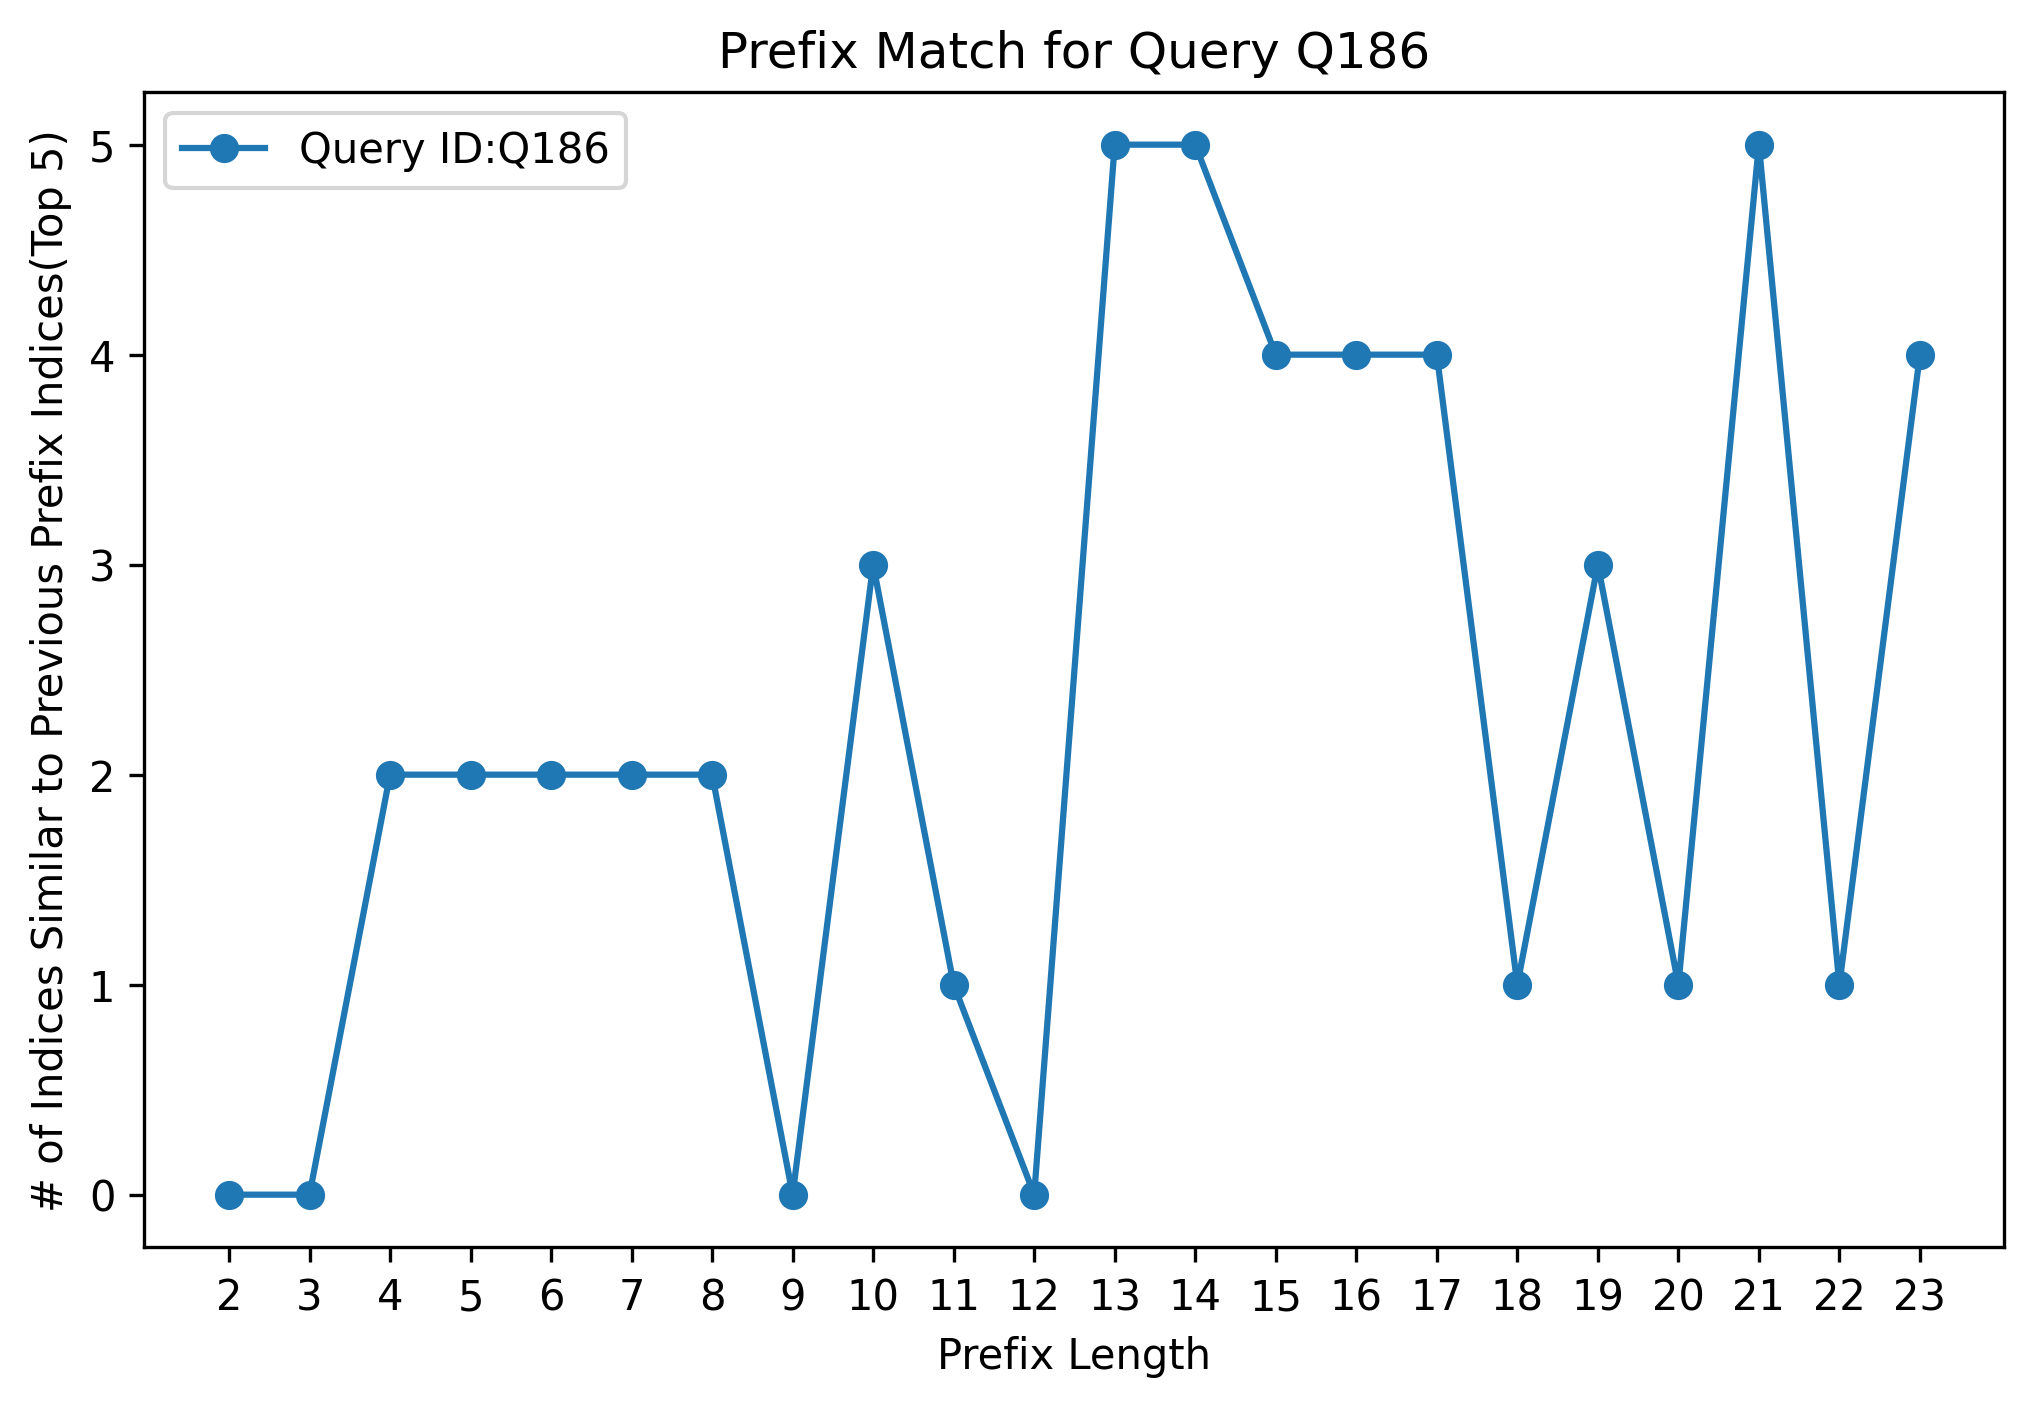 Prefix Match for Query Q186
Query ID:Q186
# of Indices Similar to Previous Prefix Indices(Top 5)
5
4
3
2
1
0
2 3 4 5 6 7 8 9 10 11 12 13 14 15 16 17 18 19 20 21 22 23
Prefix Length